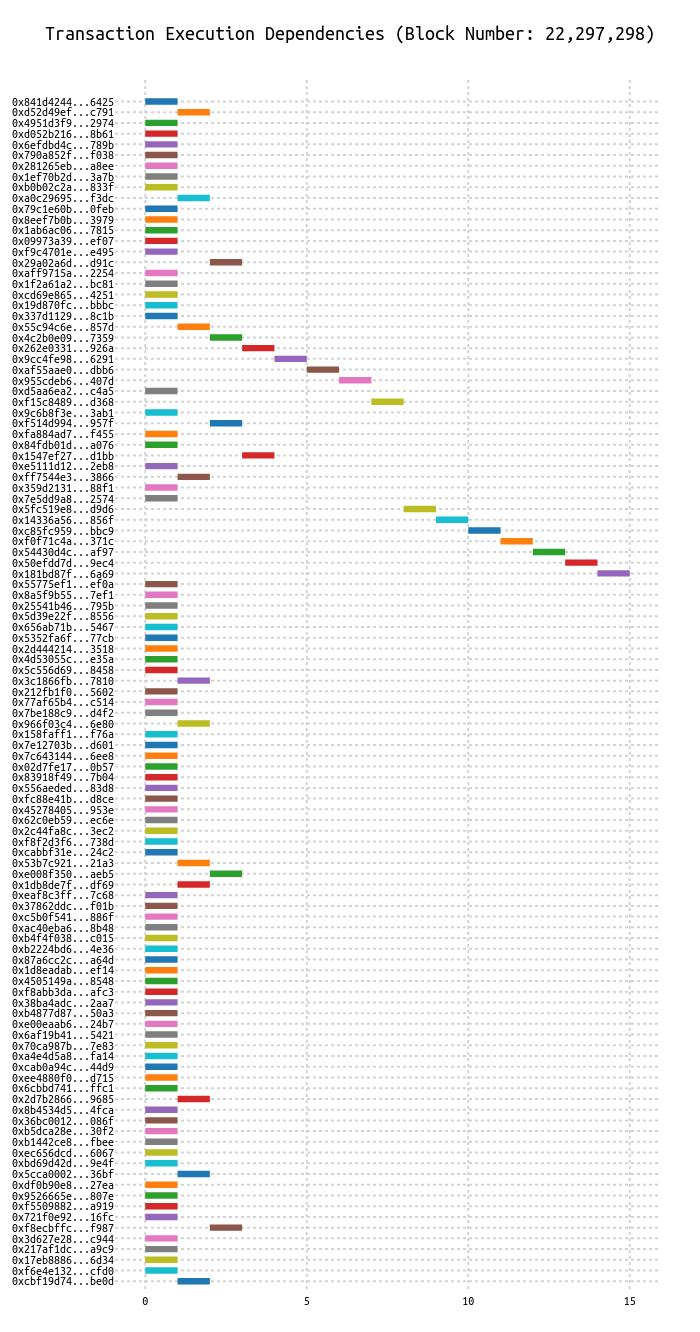 Transaction Execution Dependencies (Block Number: 22,297,298)
0x841d4244...6425
0xd52d49ef...c791
0x4951d3f9...2974
0xd052b216...8b61
0x6efdbd4c...789b
0x790a852f...f038
0x281265eb...a8ee
0x1ef70b2d...3a7b
0xb0b02c2a...833f
0xa0c29695...f3dc
0x79c1e60b...0feb
0x8eef7b0b...3979
0x1ab6ac06...7815
0x09973a39...ef07
0xf9c4701e...e495
0x29a02a6d...d91c
0xaff9715a...2254
0x1f2a61a2...bc81
0xcd69e865...4251
0x19d870fc...bbbc
0x337d1129...8c1b
0x55c94c6e...857d
0x4c2b0e09...7359
0x262e0331...926a
0x9cc4fe98...6291
0xaf55aae0...dbb6
0x955cdeb6...407d
0xd5aa6ea2...c4a5
0xf15c8489...d368
0x9c6b8f3e...3ab1
0xf514d994...957f
0xfa884ad7...f455
0x84fdb01d...a076
0x1547ef27...d1bb
0xe5111d12...2eb8
0xff7544e3...3866
0x359d2131...88f1
0x7e5dd9a8...2574
0x5fc519e8...d9d6
0x14336a56...856f
0xc85fc959...bbc9
0xf0f71c4a...371c
0x54430d4c...af97
0x50efdd7d...9ec4
0x181bd87f...6a69
0x55775ef1...ef0a
0x8a5f9b55...7ef1
0x25541b46...795b
0x5d39e22f...8556
0x656ab71b...5467
0x5352fa6f...77cb
0x2d444214...3518
0x4d53055c...e35a
0x5c556d69...8458
0x3c1866fb...7810
0x212fb1f0...5602
0x77af65b4...c514
0x7be188c9...d4f2
0x966f03c4...6e80
0x158faff1...f76a
0x7e12703b...d601
0x7c643144...6ee8
0x02d7fe17...0b57
0x83918f49...7b04
0x556aeded...83d8
0xfc88e41b...d8ce
0x45278405...953e
0x62c0eb59...ec6e
0x2c44fa8c...3ec2
0xf8f2d3f6...738d
0xcabbf31e...24c2
0x53b7c921...21a3
0xe008f350...aeb5
0x1db8de7f...df69
0xeaf8c3ff...7c68
0x37862ddc...f01b
0xc5b0f541...886f
0xac40eba6...8b48
0xb4f4f038...c015
0xb2224bd6...4e36
0x87a6cc2c...a64d
0x1d8eadab...ef14
0x4505149a...8548
0xf8abb3da...afc3
0x38ba4adc...2aa7
0xb4877d87...50a3
0xe00eaab6...24b7
0x6af19b41...5421
0x70ca987b...7e83
0xa4e4d5a8...fa14
0xcab0a94c...44d9
0xee4880f0...d715
0x6cbbd741...ffc1
0x2d7b2866...9685
0x8b4534d5...4fca
0x36bc0012...086f
0xb5dca28e...30f2
0xb1442ce8...fbee
0xec656dcd...6067
0xbd69d42d...9e4f
0x5cca0002...36bf
0xdf0b90e8...27ea
0x9526665e...807e
0xf5509882...a919
0x721f0e92...16fc
0xf8ecbffc...f987
0x3d627e28...c944
0x217af1dc...a9c9
0x17eb8886...6d34
0xf6e4e132...cfd0
0xcbf19d74...be0d
0 5 10 15